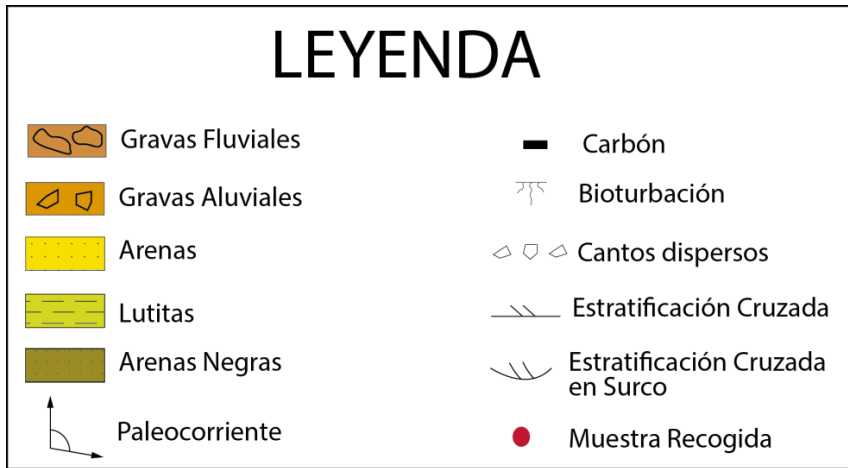 LEYENDA
Gravas Fluviales
Gravas Aluviales
Arenas
Lutitas
Arenas Negras
Paleocorriente
Carbón
Bioturbación
Cantos dispersos
Estratificación Cruzada
Estratificación Cruzada
en Surco
Muestra Recogida